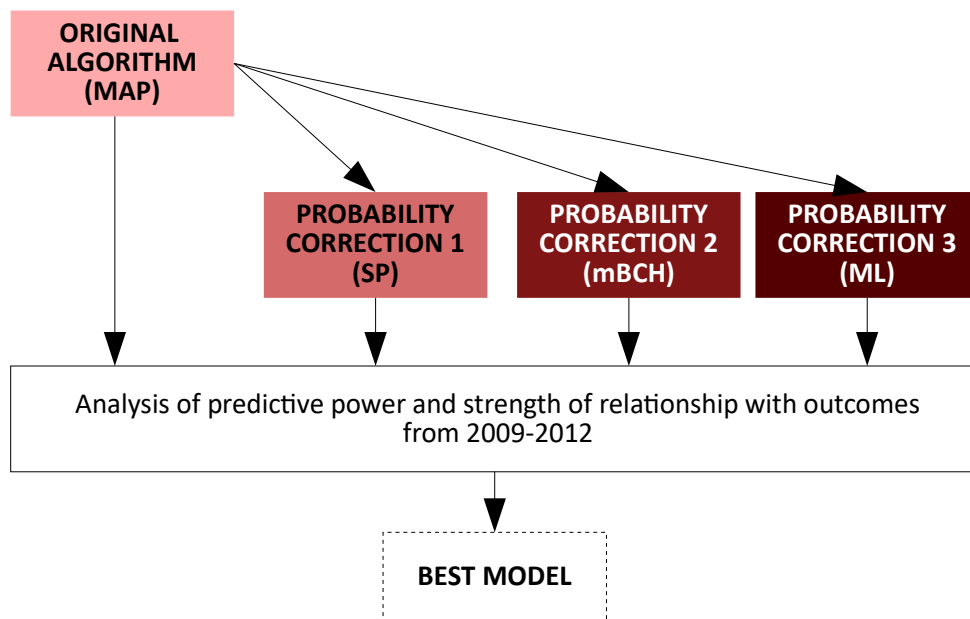 ORIGINAL
ALGORITHM
(MAP)
PROBABILITY
CORRECTION 1
(SP)
PROBABILITY
CORRECTION 2
(mBCH)
PROBABILITY
CORRECTION 3
(ML)
Analysis of predictive power and strength of relationship with outcomes
from 2009-2012
BEST MODEL